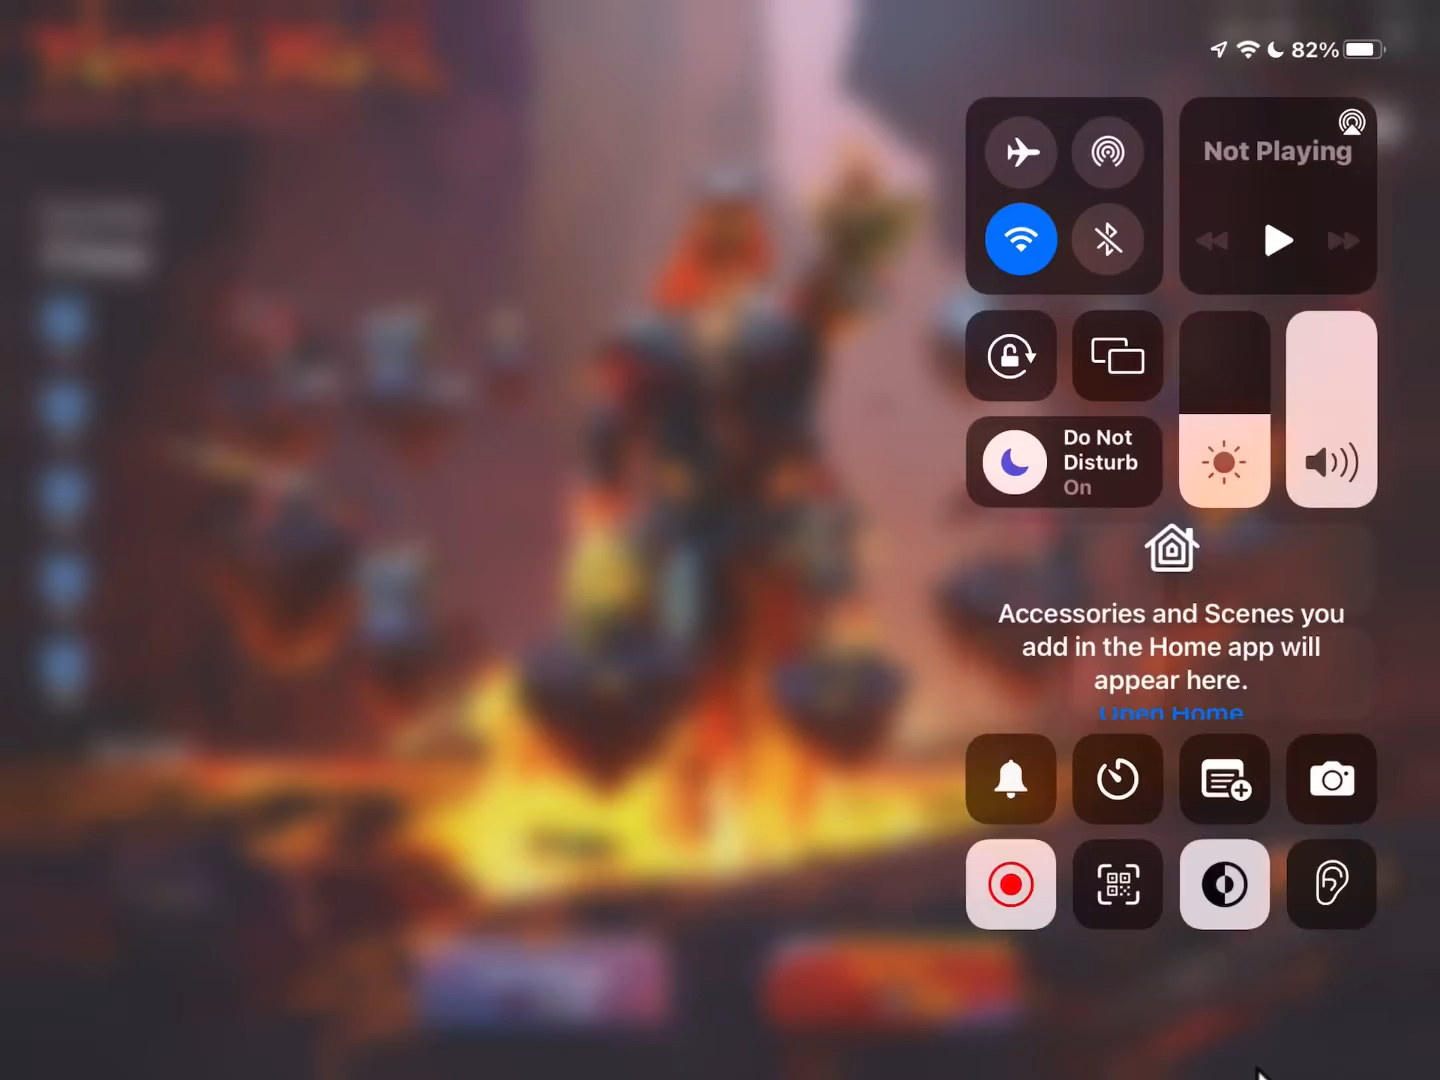 82%
Not Playing
Do Not
Disturb
On
Accessories and Scenes you
add in the Home app will
appear here.
Open Home